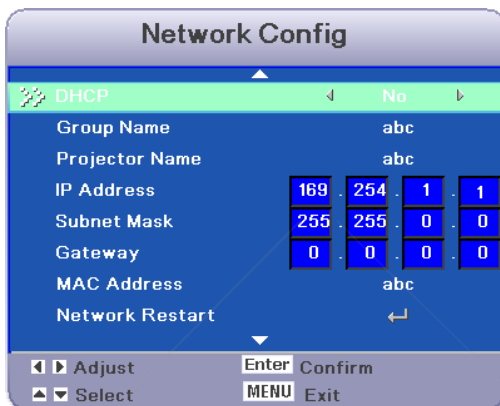 Network Config
DHCP No
Group Name abc
Projector Name abc
IP Address 169 . 254 . 1 . 1
Subnet Mask 255 . 255 . 0 . 0
Gateway 0 . 0 . 0 . 0
MAC Address abc
Network Restart
Adjust Enter Confirm
Select MENU Exit